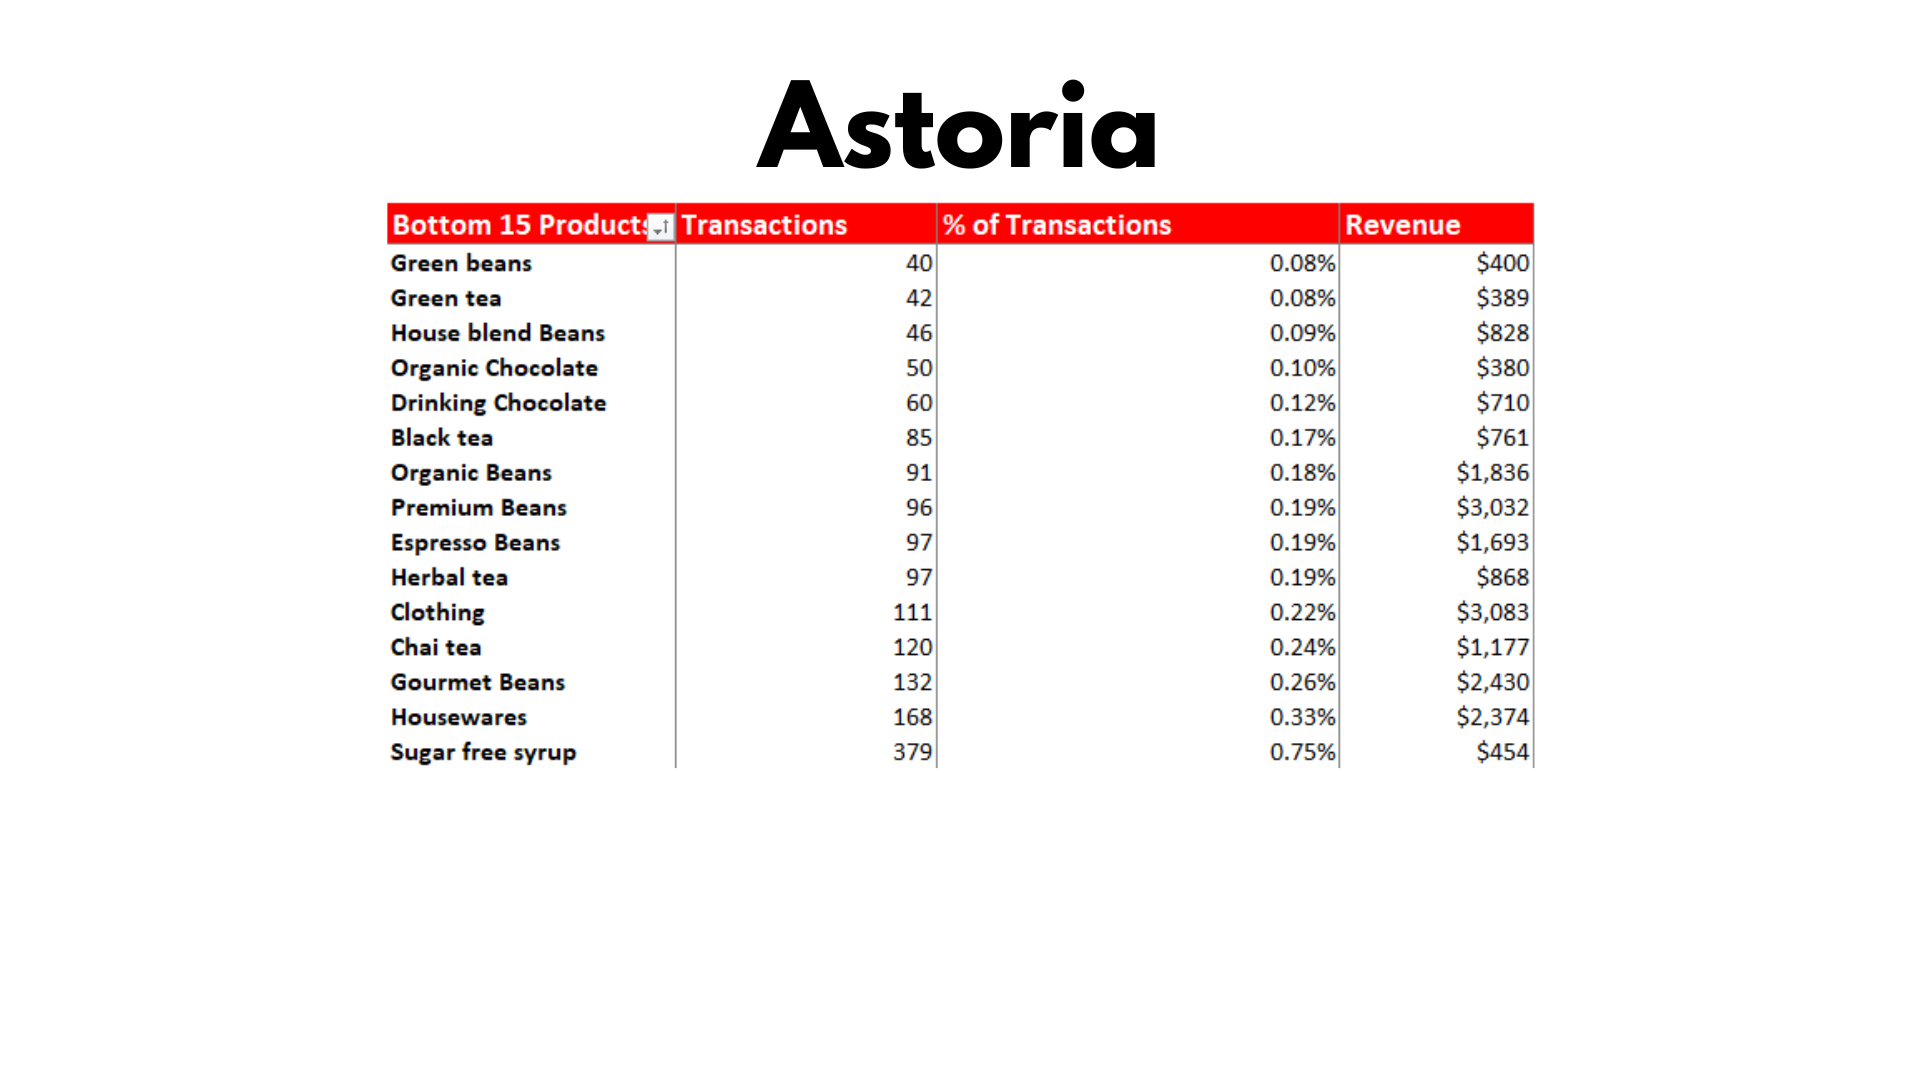 Astoria
Bottom 15 Products Transactions % of Transactions Revenue
Green beans 40 0.08% $400
Green tea 42 0.08% $389
House blend Beans 46 0.09% $828
Organic Chocolate 50 0.10% $380
Drinking Chocolate 60 0.12% $710
Black tea 85 0.17% $761
Organic Beans 91 0.18% $1,836
Premium Beans 96 0.19% $3,032
Espresso Beans 97 0.19% $1,693
Herbal tea 97 0.19% $868
Clothing 111 0.22% $3,083
Chai tea 120 0.24% $1,177
Gourmet Beans 132 0.26% $2,430
Housewares 168 0.33% $2,374
Sugar free syrup 379 0.75% $454